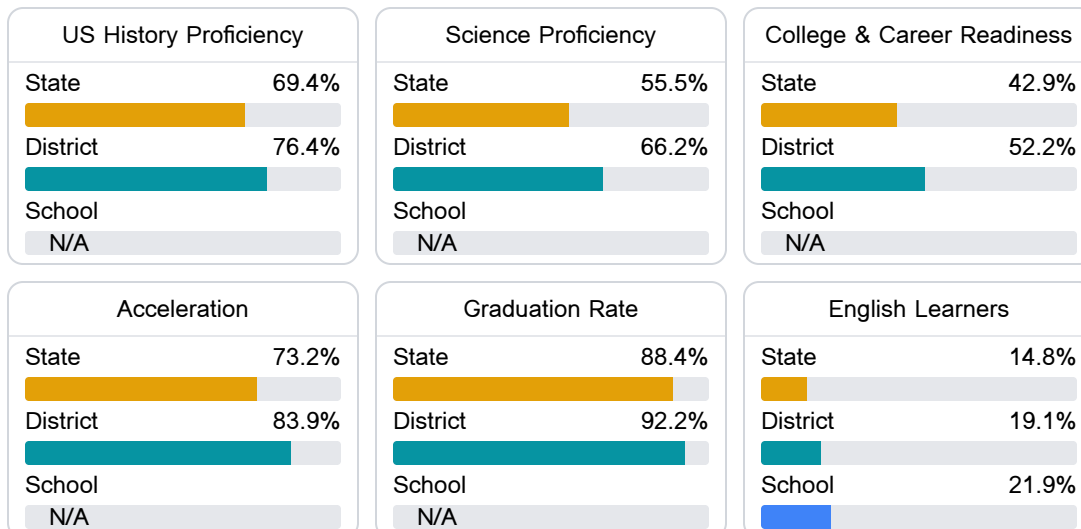 US History Proficiency
State 69.4%
District 76.4%
School
N/A
Science Proficiency
State 55.5%
District 66.2%
School
N/A
College & Career Readiness
State 42.9%
District 52.2%
School
N/A
Acceleration
State 73.2%
District 83.9%
School
N/A
Graduation Rate
State 88.4%
District 92.2%
School
N/A
English Learners
State 14.8%
District 19.1%
School 21.9%